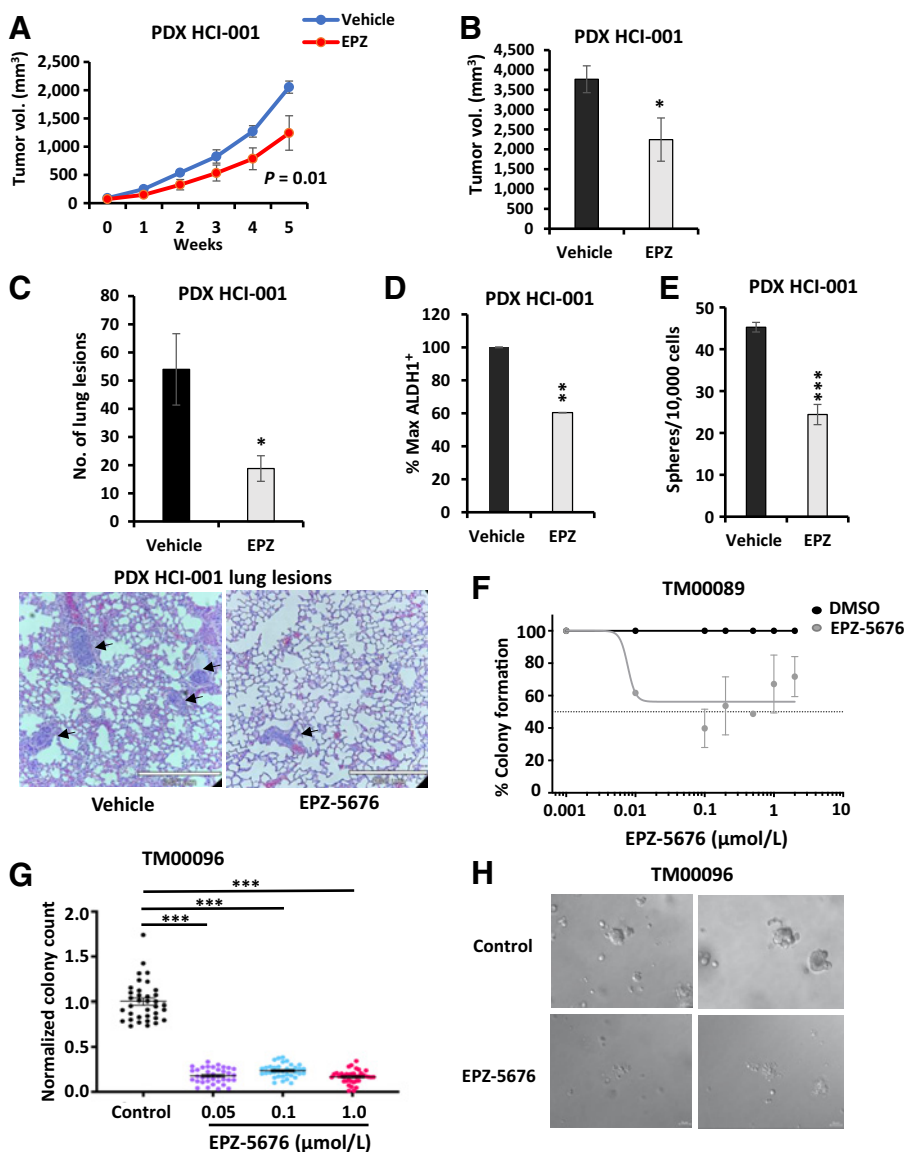 A
PDX HCI-001
Vehicle
EPZ
Tumor vol. (mm³)
2,500
2,000
1,500
1,000
500
0
P = 0.01
0 1 2 3 4 5
Weeks
B
PDX HCI-001
Tumor vol. (mm³)
4,500
4,000
3,500
3,000
2,500
2,000
1,500
1,000
500
0
*
Vehicle EPZ
C
PDX HCI-001
No. of lung lesions
80
70
60
50
40
30
20
10
0
*
Vehicle EPZ
PDX HCI-001 lung lesions
Vehicle EPZ-5676
D
PDX HCI-001
% Max ALDH1⁺
120
100
80
60
40
20
0
**
Vehicle EPZ
E
PDX HCI-001
Spheres/10,000 cells
50
40
30
20
10
0
***
Vehicle EPZ
F
TM00089
DMSO
EPZ-5676
% Colony formation
100
80
60
40
20
0
0.001 0.01 0.1 1 10
EPZ-5676 (μmol/L)
G
TM00096
***
***
***
Normalized colony count
2.0
1.5
1.0
0.5
0.0
Control 0.05 0.1 1.0
EPZ-5676 (μmol/L)
H
TM00096
Control
EPZ-5676